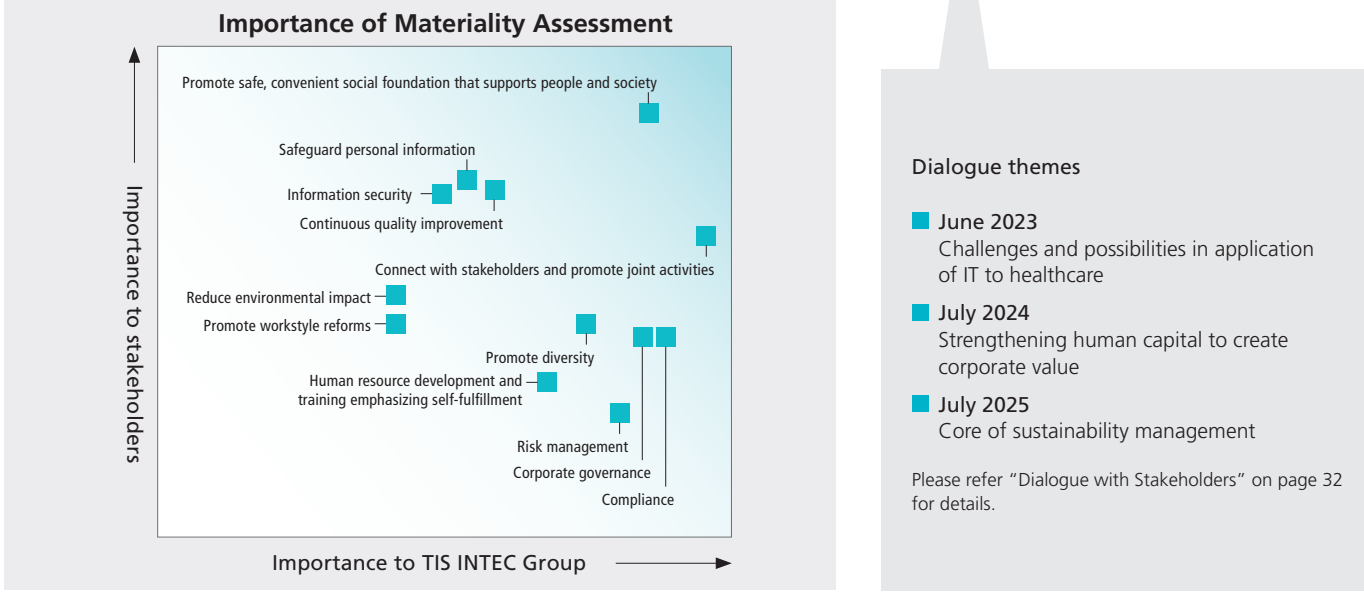 Importance of Materiality Assessment
Promote safe, convenient social foundation that supports people and society
Safeguard personal information
Information security
Continuous quality improvement
Connect with stakeholders and promote joint activities
Reduce environmental impact
Promote workstyle reforms
Promote diversity
Human resource development and
training emphasizing self-fulfillment
Risk management
Corporate governance
Compliance
Importance to stakeholders
Importance to TIS INTEC Group
Dialogue themes
June 2023
Challenges and possibilities in application
of IT to healthcare
July 2024
Strengthening human capital to create
corporate value
July 2025
Core of sustainability management
Please refer “Dialogue with Stakeholders” on page 32
for details.